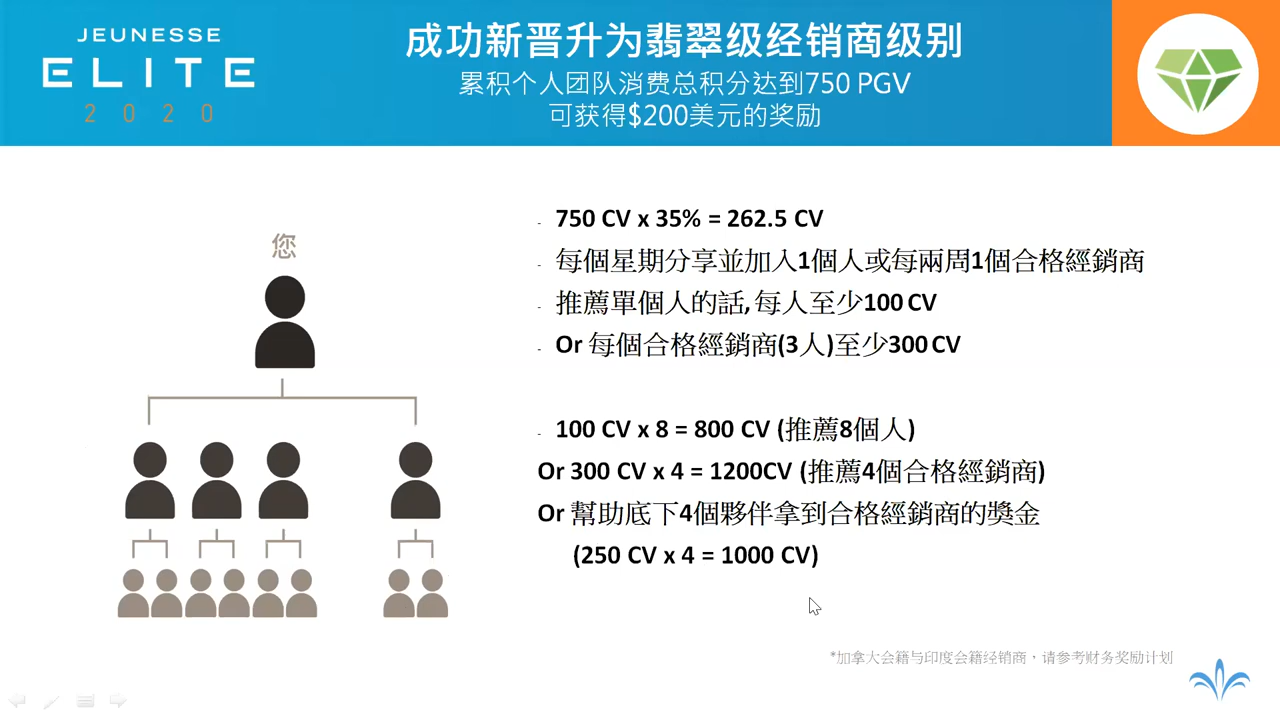 JEUNESSE
ELITE
2020
成功新晋升为翡翠级经销商级别
累积个人团队消费总积分达到750 PGV
可获得$200美元的奖励
您
- 750 CV x 35% = 262.5 CV
- 每個星期分享並加入1個人或每兩周1個合格經銷商
- 推薦單個人的話, 每人至少100 CV
- Or 每個合格經銷商(3人)至少300 CV
- 100 CV x 8 = 800 CV (推薦8個人)
Or 300 CV x 4 = 1200CV (推薦4個合格經銷商)
Or 幫助底下4個夥伴拿到合格經銷商的獎金
(250 CV x 4 = 1000 CV)
*加拿大会籍与印度会籍经销商，请参考财务奖励计划